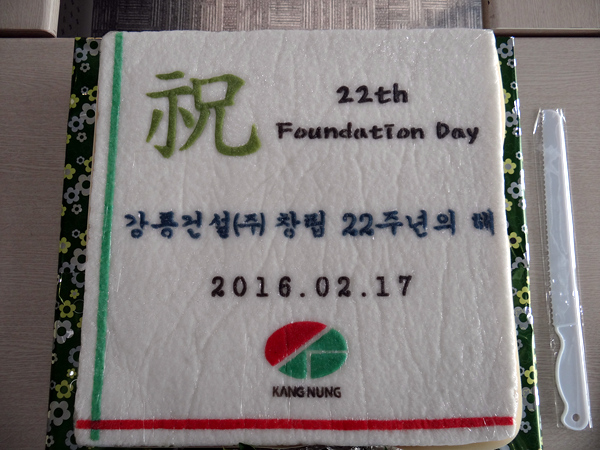 祝
22th
Foundation Day
강릉건설(주) 창립 22주년의
2016.02.17
KANG NUNG